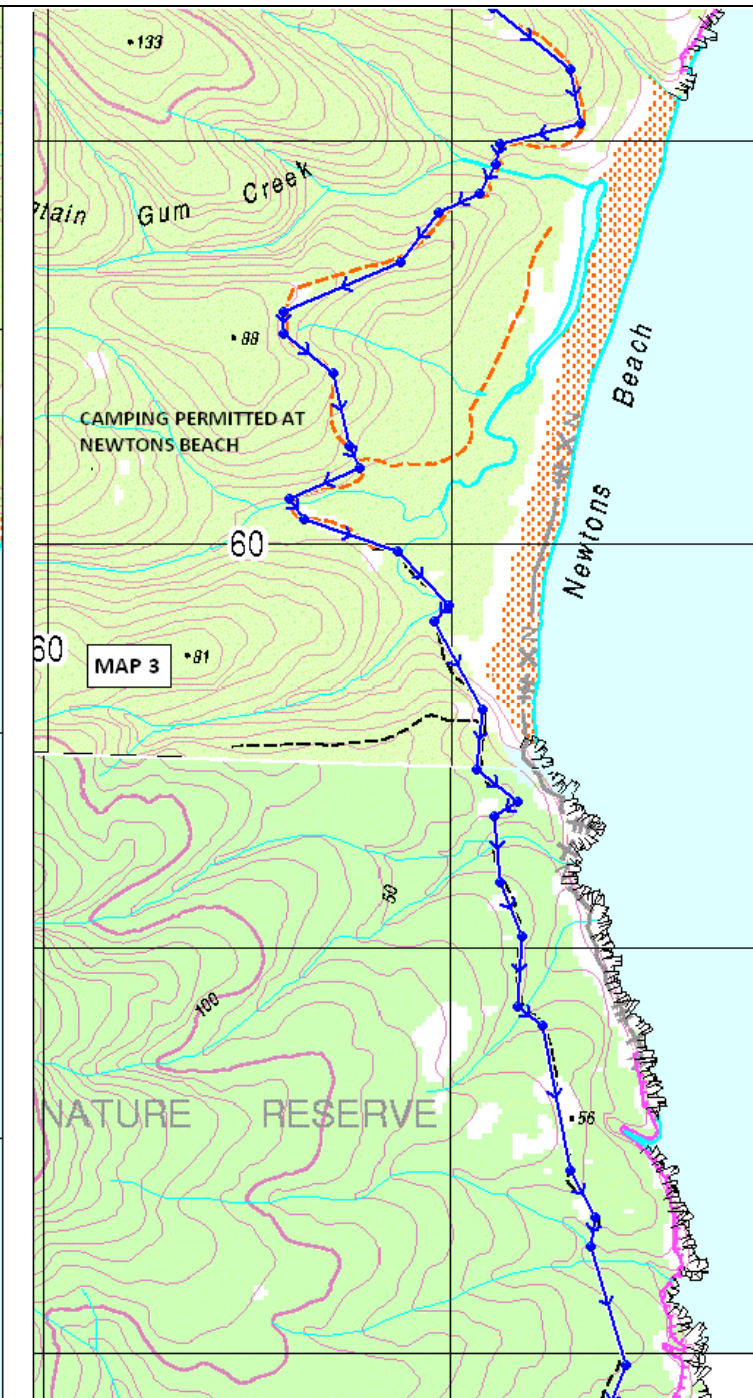 133
Gum Creek
88
Newtons Beach
CAMPING PERMITTED AT
NEWTONS BEACH
60
60
MAP 3
81
50
100
NATURE RESERVE
56